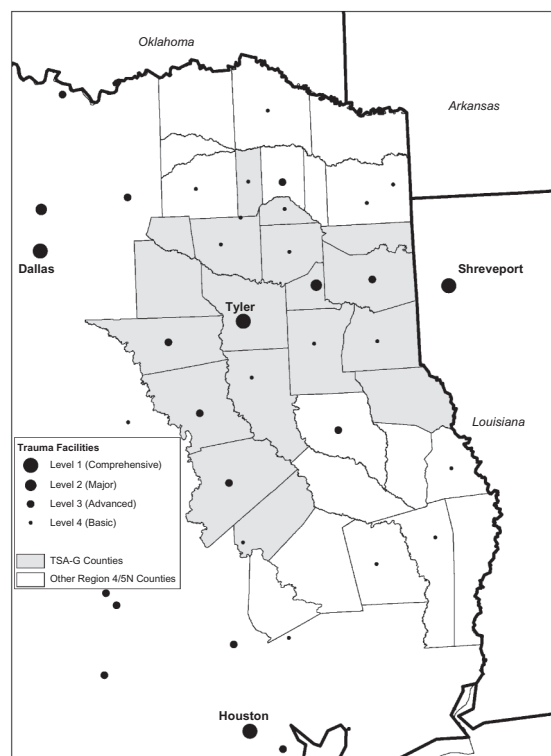 Oklahoma
Arkansas
Dallas
Shreveport
Tyler
Louisiana
Trauma Facilities
Level 1 (Comprehensive)
Level 2 (Major)
Level 3 (Advanced)
Level 4 (Basic)
TSA-G Counties
Other Region 4/5N Counties
Houston